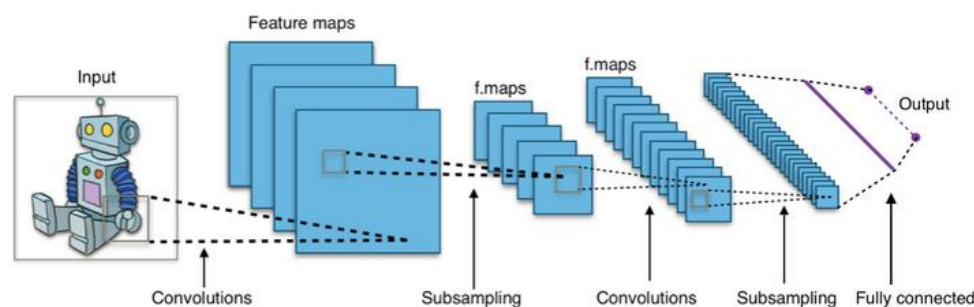 Feature maps
Input
f.maps
f.maps
Output
Convolutions
Subsampling
Convolutions
Subsampling
Fully connected